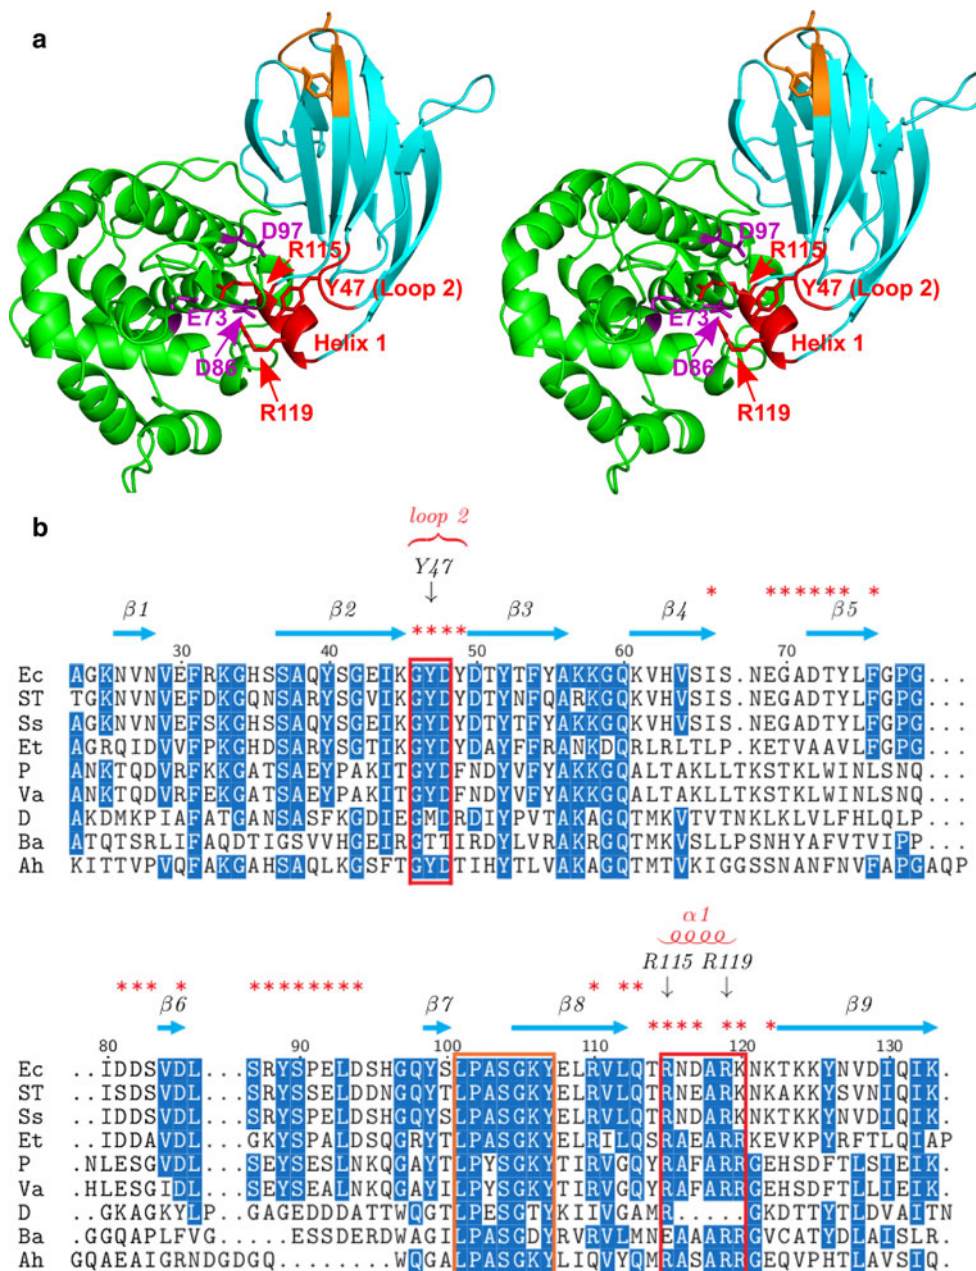 a
D97
R115
Y47 (Loop 2)
E73
Helix 1
D86
R119
D97
R115
Y47 (Loop 2)
E73
Helix 1
D86
R119
b
loop 2
Y47
* ****** *
β1 β2 **** β3 β4 β5
30 40 50 60 70
Ec AGKNVNVEFRKGHSSAQYSGEIKGYDYDTYTFYAKKGQKVHVSIS.NEGADTYLFGPG...
ST TGKNVNVEFDKGQNSARYSGVIKGYDYDTYNFQARKGQKVHVSIS.NEGADTYLFGPG...
Ss AGKNVNVEFSKGHSSAQYSGEIKGYDYDTYTFYAKKGQKVHVSIS.NEGADTYLFGPG...
Et AGRQIDVVFPKGHDSARYSGTIKGYDYDAYFFRANKDQRLRLTLP.KETVAAVLFGPG...
P ANKTQDVRFKKGATSAEYPAKITGYDFNDYVFYAKKGQALTAKLLTKSTKLWINLSNQ...
Va ANKTQDVRFEKGATSAEYPAKITGYDFNDYVFYAKKGQALTAKLLTKSTKLWINLSNQ...
D AKDMKPIAFATGANSASFKGDIEGMDRDIYPVTAKAGQTMKVTVTNKLKLVLFHLQLP...
Ba ATQTSRLIFAQDTIGSVVHGEIRGTTIRDYLVRAKRGQTMKVSLLPSNHYAFVTVIPP...
Ah KITTVPVQFAKGAHSAQLKGSFTGYDTIHYTLVAKAGQTMTVKIGGSSNANFNVFAPGAQP
α1
R115 R119
*** * ******** * **
β6 β7 β8 **** ** * β9
80 90 100 110 120 130
Ec ..IDDSVDL...SRYSPELDSHGQYSLPASGKYELRVLQTRNDARKNKTKKYNVDIQIK.
ST ..ISDSVDL...SRYSSELDDNGQYTLPASGKYELRVLQTRNEARKNKAKKYSVNIQIK.
Ss ..IDDSVDL...SRYSPELDSHGQYSLPASGKYELRVLQTRNDARKNKTKKYNVDIQIK.
Et ..IDDAVDL...GKYSPALDSQGRYTLPASGKYELRILQSRAEARRKEVKPYRFTLQIAP
P .NLESGVDL...SEYSESLNKQGAYTLPYSGKYTIRVGQYRAFARRGEHSDFTLSIEIK.
Va .HLESGIDL...SEYSEALNKQGAYILPYSGKYTIRVGQYRAFARRGEHSDFTLLIEIK.
D ..GKAGKYLP..GAGEDDDATTWQGTLPESGTYKIIVGAMR.....GKDTTYTLDVAITN
Ba .GGQAPLFVG.....ESSDERDWAGILPASGDYRVRVLMNEAAARRGVCATYDLAISLR.
Ah GQAEAIGRNDGDGQ........WQGALPASGKYLIQVYQMRASARRGEQVPHTLAVSIQ.